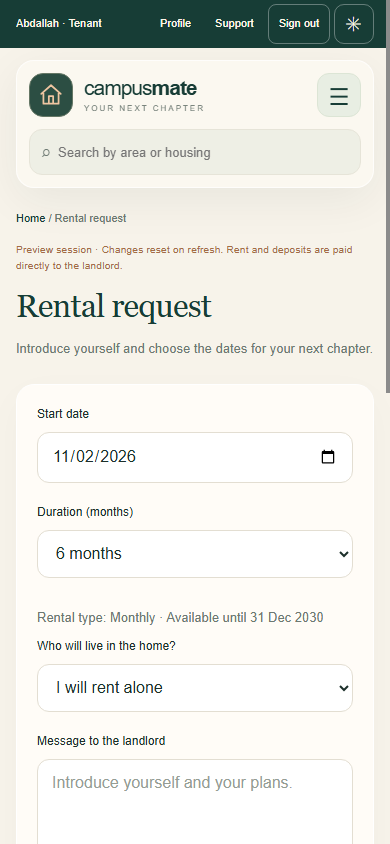 Abdallah · Tenant Profile Support Sign out
campusmate
YOUR NEXT CHAPTER
Search by area or housing
Home / Rental request
Preview session · Changes reset on refresh. Rent and deposits are paid
directly to the landlord.
Rental request
Introduce yourself and choose the dates for your next chapter.
Start date
11/02/2026
Duration (months)
6 months
Rental type: Monthly · Available until 31 Dec 2030
Who will live in the home?
I will rent alone
Message to the landlord
Introduce yourself and your plans.